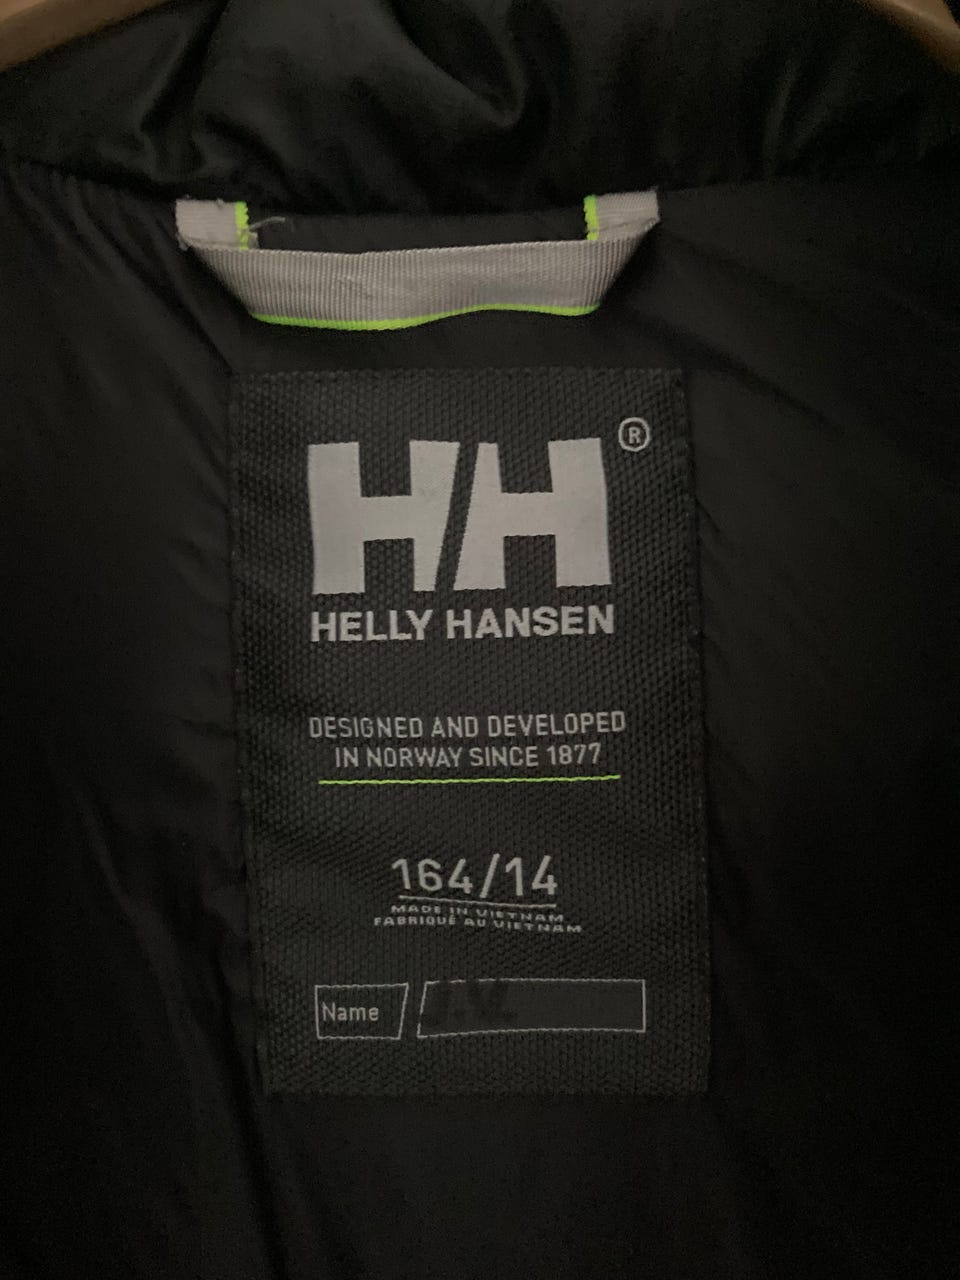 HH®
HELLY HANSEN
DESIGNED AND DEVELOPED
IN NORWAY SINCE 1877
164/14
MADE IN VIETNAM
FABRIQUÉ AU VIETNAM
Name